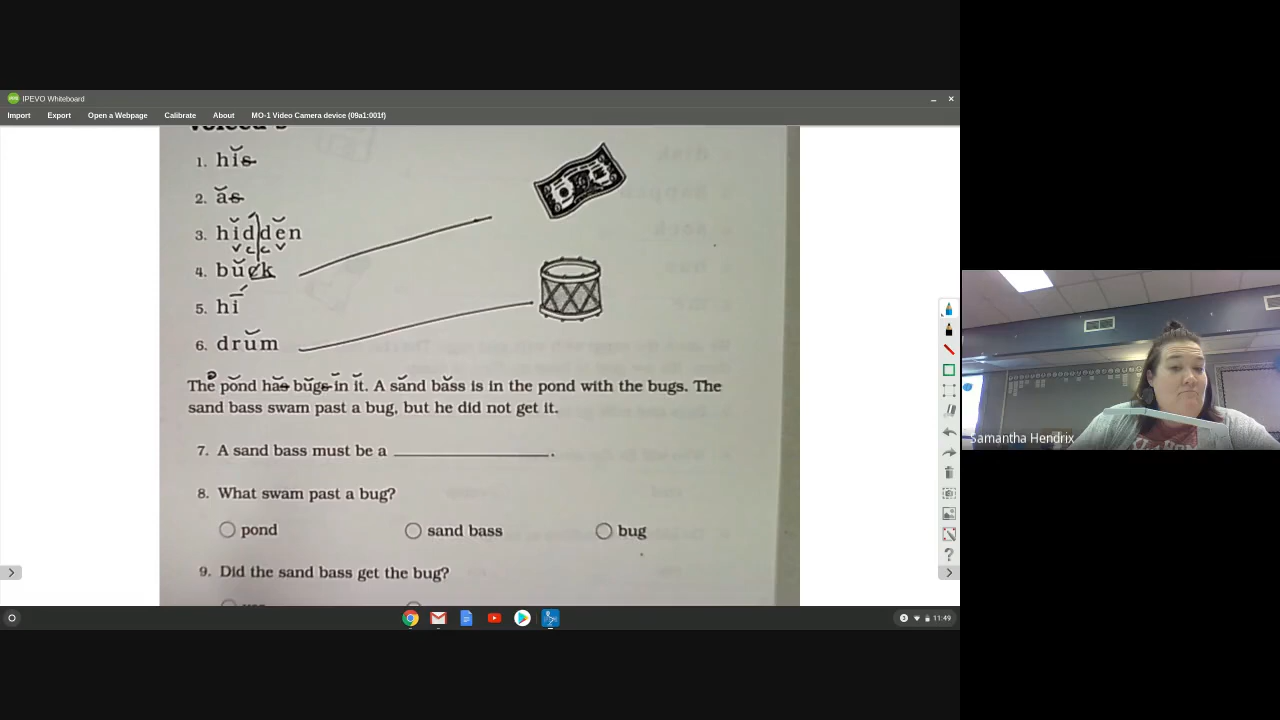 IPEVO Whiteboard
Import Export Open a Webpage Calibrate About MO-1 Video Camera device (09a1:001f)
1. his
2. as
3. hidden
v c c v
4. buck
5. hi
6. drum
The pond has bugs in it. A sand bass is in the pond with the bugs. The
sand bass swam past a bug, but he did not get it.
7. A sand bass must be a ____________________.
8. What swam past a bug?
pond sand bass bug
9. Did the sand bass get the bug?
Samantha Hendrix
11:49